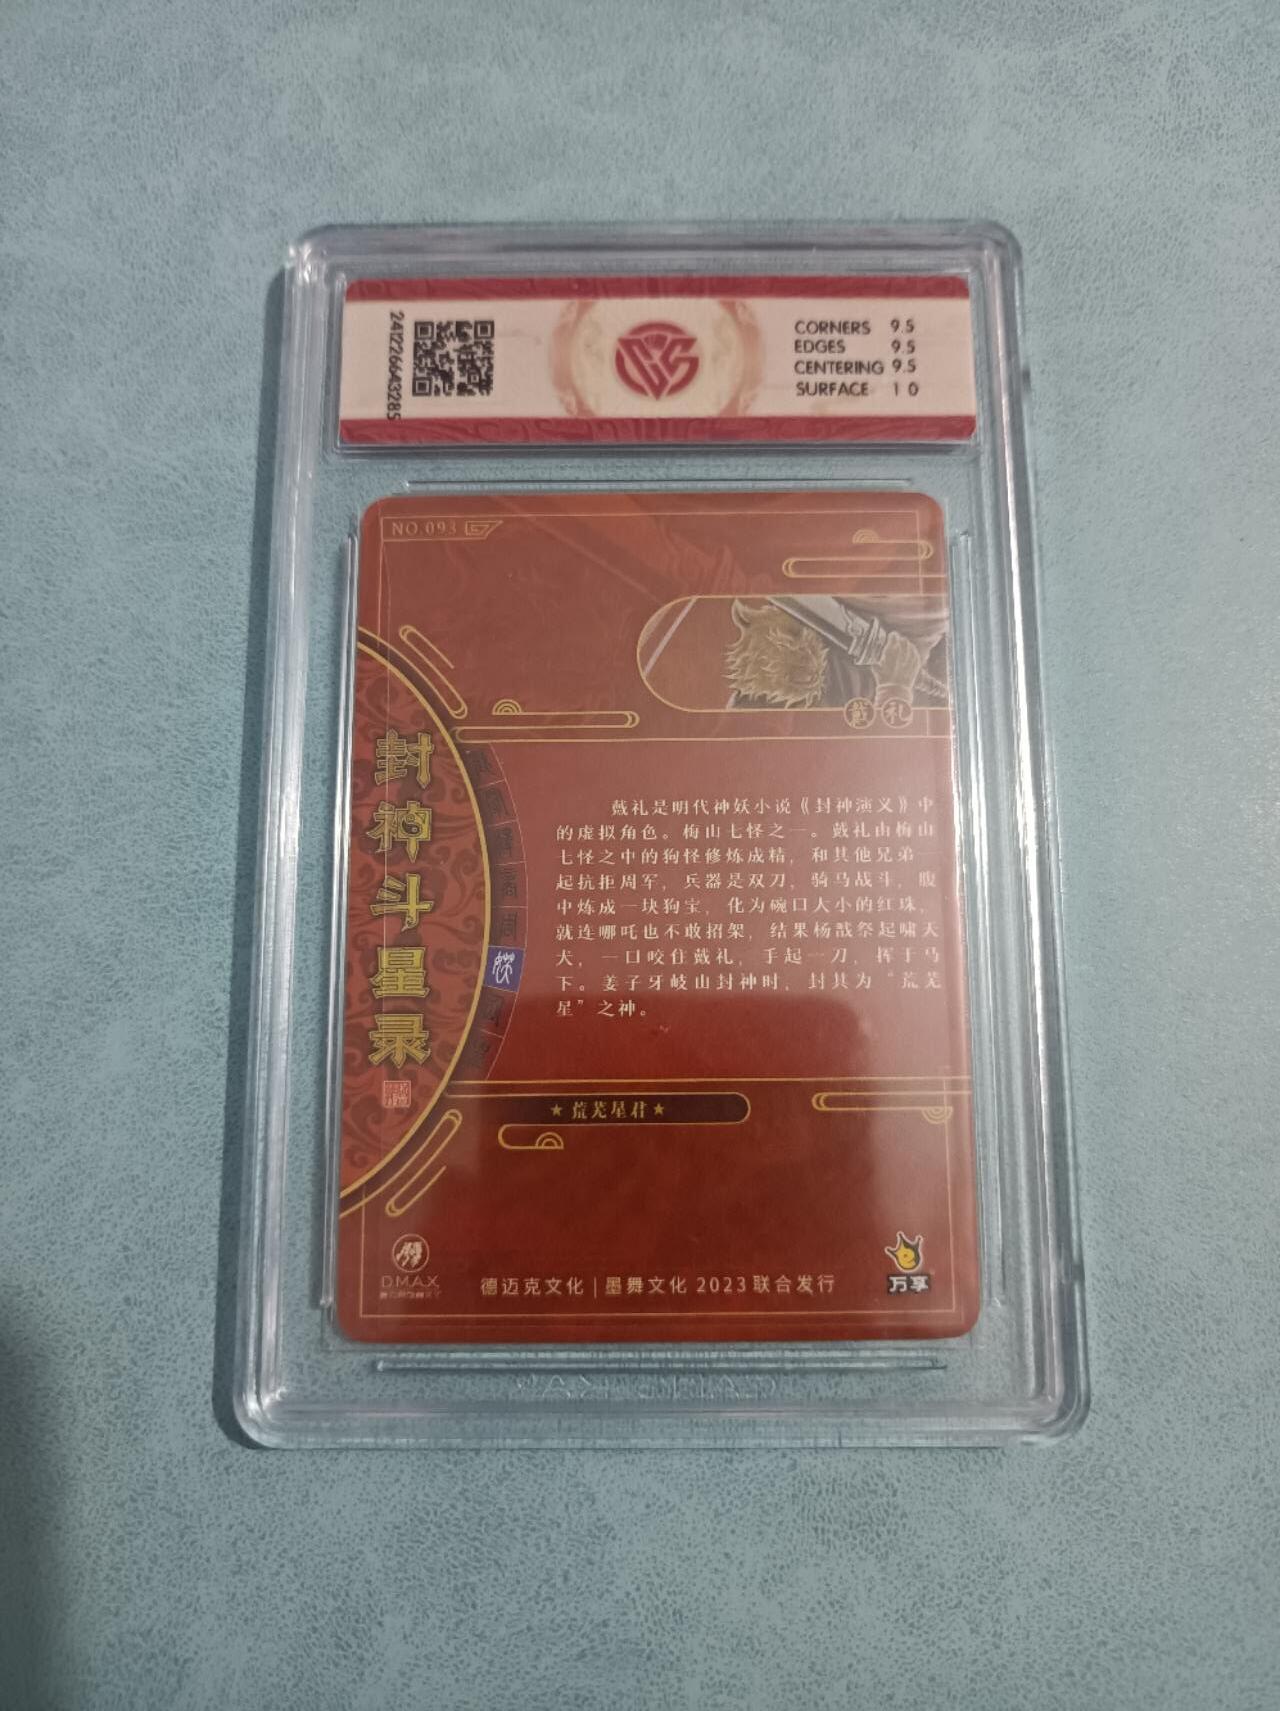 241226643285
CORNERS 9.5
EDGES 9.5
CENTERING 9.5
SURFACE 10
NO.093
戴礼
封神斗星录
戴礼是明代神妖小说《封神演义》中
的虚拟角色。梅山七怪之一。戴礼由梅山
七怪之中的狗怪修炼成精，和其他兄弟一
起抗拒周军，兵器是双刀，骑马战斗，腹
中炼成一块狗宝，化为碗口大小的红珠，
就连哪吒也不敢招架，结果杨戬祭起啸天
犬，一口咬住戴礼，手起一刀，挥于马
下。姜子牙岐山封神时，封其为“荒芜
星”之神。
★荒芜星君★
D.MAX
德迈克文化|墨舞文化 2023联合发行
万享